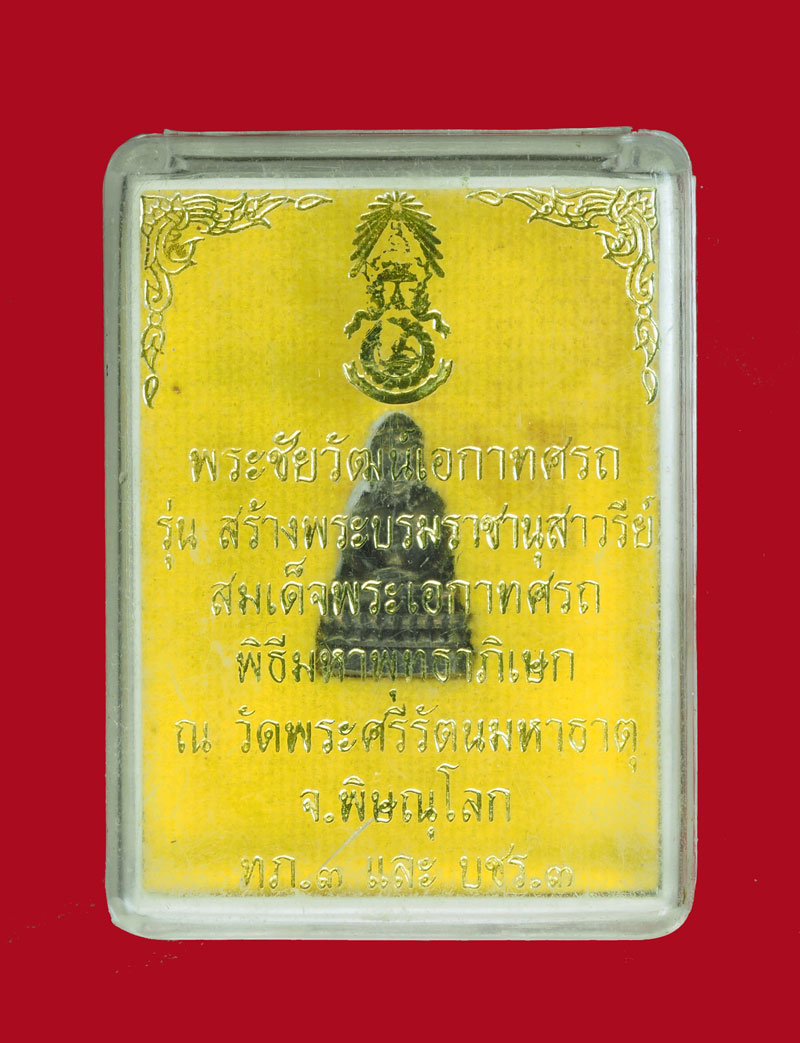 พระชัยวัฒน์เอกาทศรถ
รุ่น สร้างพระบรมราชานุสาวรีย์
สมเด็จพระเอกาทศรถ
พิธีมหาพุทธาภิเษก
ณ วัดพระศรีรัตนมหาธาตุ
จ.พิษณุโลก
ทภ.๓ และ บชร.๓